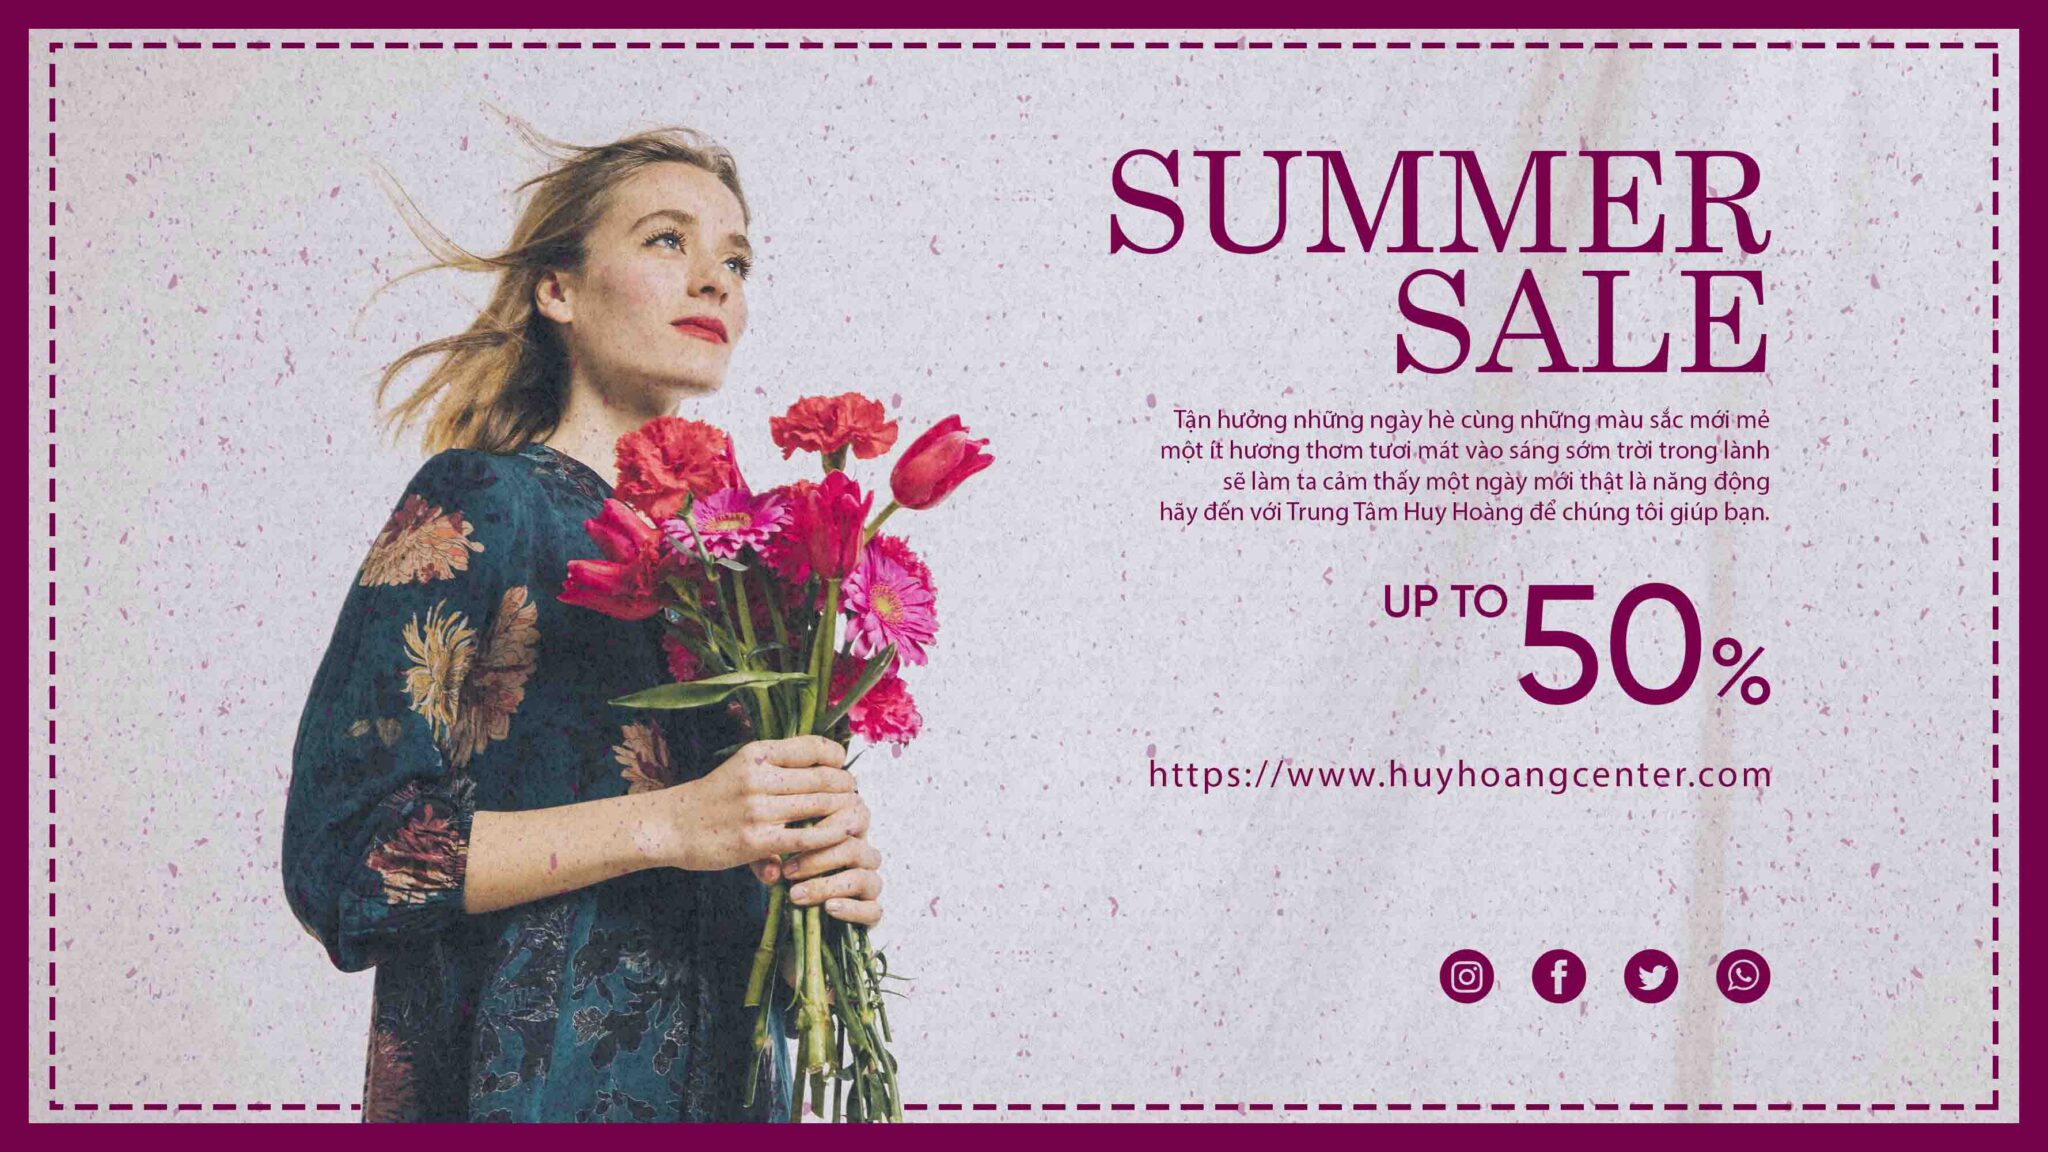 SUMMER
SALE
Tận hưởng những ngày hè cùng những màu sắc mới mẻ
một ít hương thơm tươi mát vào sáng sớm trời trong lành
sẽ làm ta cảm thấy một ngày mới thật là năng động
hãy đến với Trung Tâm Huy Hoàng để chúng tôi giúp bạn.
UP TO 50%
https://www.huyhoangcenter.com